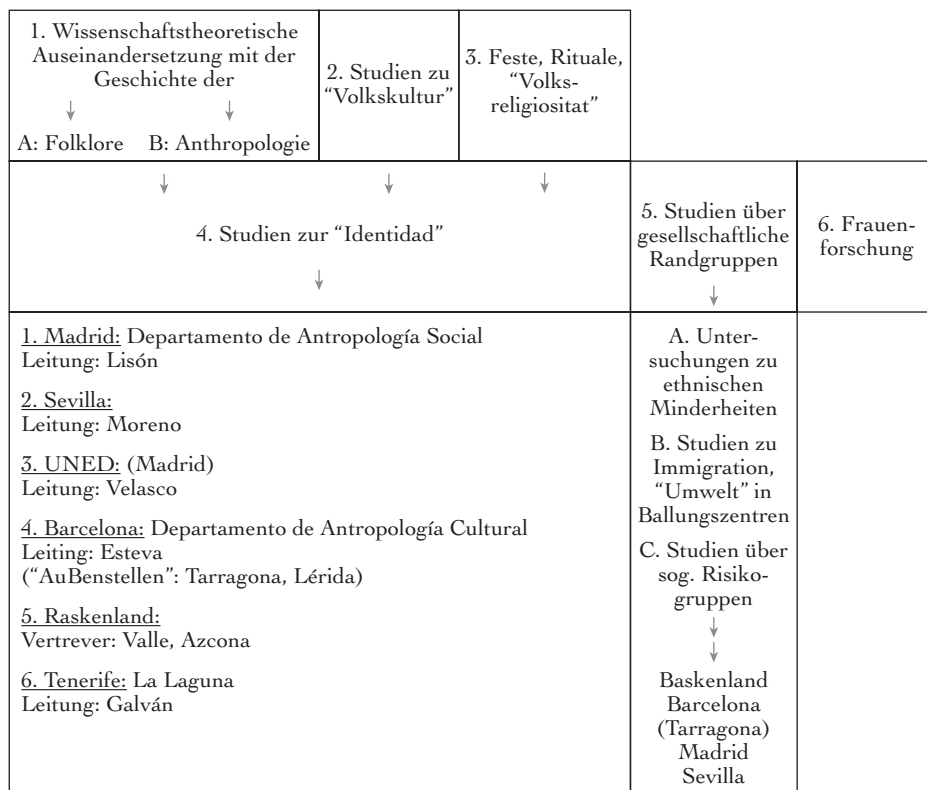 1. Wissenschaftstheoretische
Auseinandersetzung mit der
Geschichte der
A: Folklore B: Anthropologie
2. Studien zu
“Volkskultur”
3. Feste, Rituale,
“Volks-
religiositat”
4. Studien zur “Identidad”
5. Studien über
gesellschaftliche
Randgruppen
6. Frauen-
forschung
1. Madrid: Departamento de Antropología Social
Leitung: Lisón
2. Sevilla:
Leitung: Moreno
3. UNED: (Madrid)
Leitung: Velasco
4. Barcelona: Departamento de Antropología Cultural
Leiting: Esteva
(“AuBenstellen”: Tarragona, Lérida)
5. Raskenland:
Vertrever: Valle, Azcona
6. Tenerife: La Laguna
Leitung: Galván
A. Unter-
suchungen zu
ethnischen
Minderheiten
B. Studien zu
Immigration,
“Umwelt” in
Ballungszentren
C. Studien über
sog. Risiko-
gruppen
Baskenland
Barcelona
(Tarragona)
Madrid
Sevilla